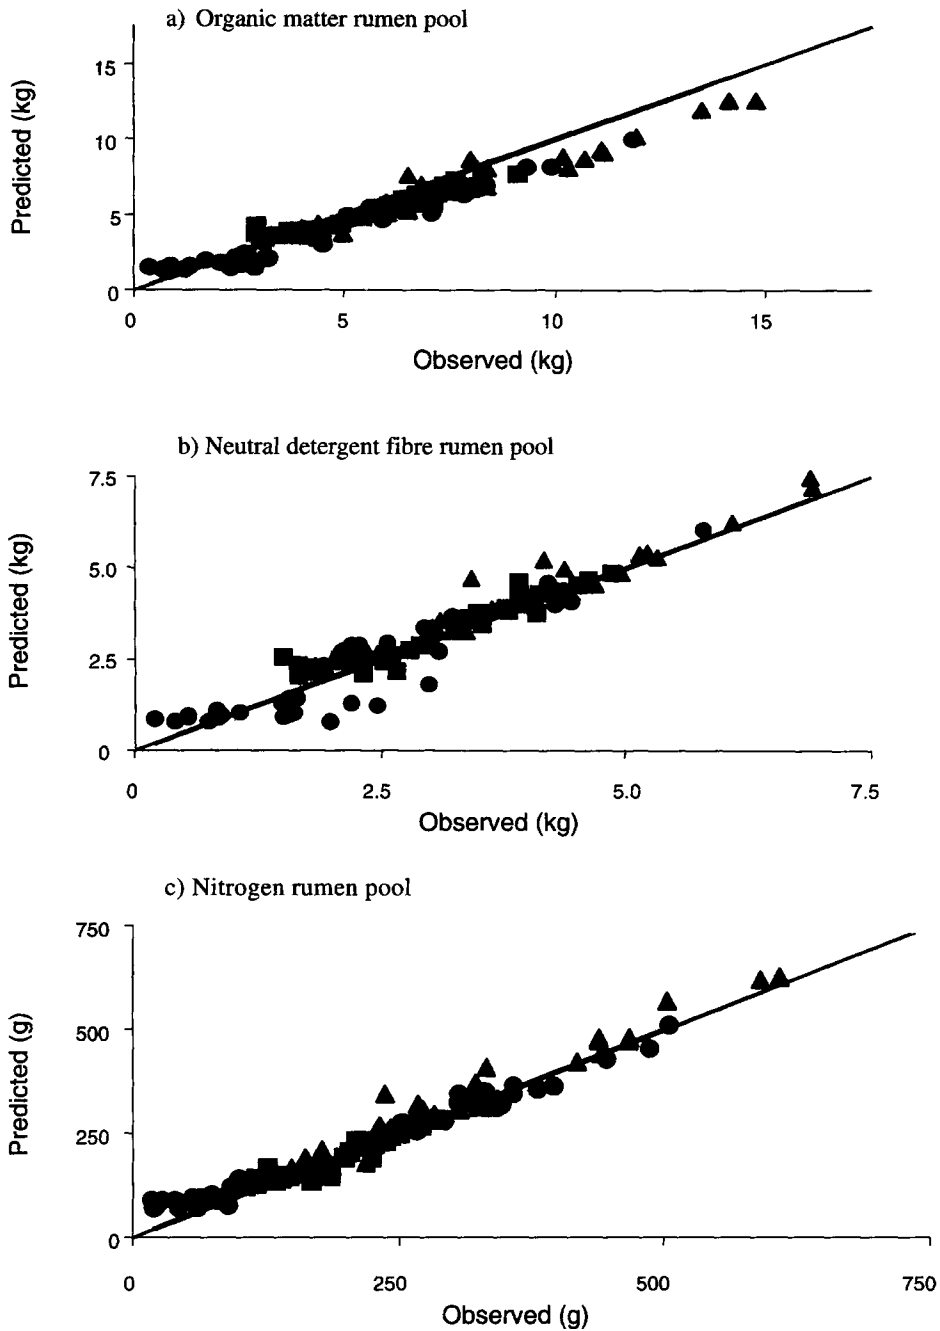 a) Organic matter rumen pool
Predicted (kg)
15
10
5
0
0 5 10 15
Observed (kg)
b) Neutral detergent fibre rumen pool
Predicted (kg)
7.5
5.0
2.5
0
0 2.5 5.0 7.5
Observed (kg)
c) Nitrogen rumen pool
Predicted (g)
750
500
250
0
0 250 500 750
Observed (g)